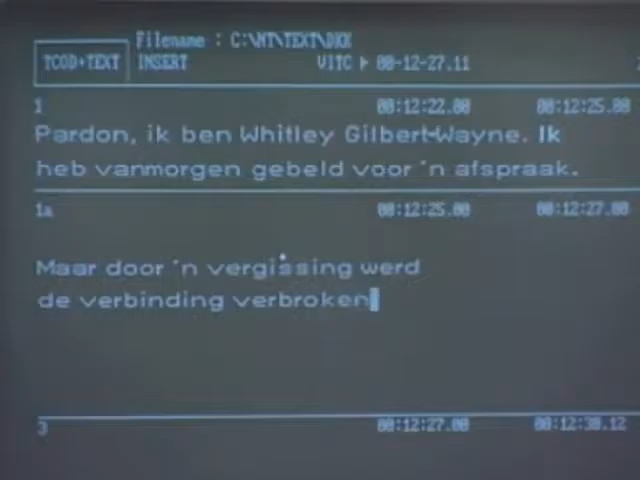 Filename : C:\NT\TEXT\DKK
TCOD+TEXT INSERT VITC 00-12-27.11
1 00:12:22.00 00:12:25.00
Pardon, ik ben Whitley Gilbert-Wayne. Ik
heb vanmorgen gebeld voor 'n afspraak.
1a 00:12:25.00 00:12:27.00
Maar door 'n vergissing werd
de verbinding verbroken
3 00:12:27.00 00:12:30.12